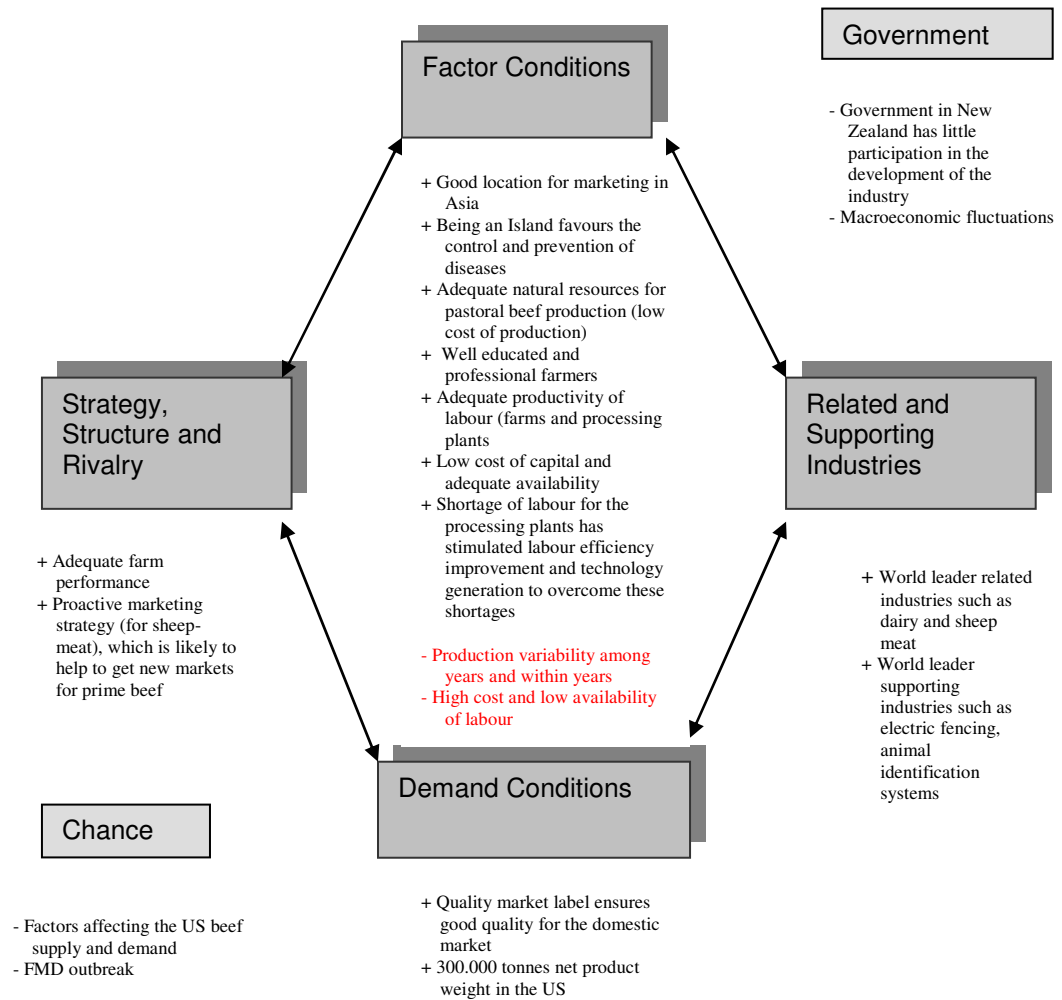 Factor Conditions
+ Good location for marketing in
Asia
+ Being an Island favours the
control and prevention of
diseases
+ Adequate natural resources for
pastoral beef production (low
cost of production)
+ Well educated and
professional farmers
+ Adequate productivity of
labour (farms and processing
plants
+ Low cost of capital and
adequate availability
+ Shortage of labour for the
processing plants has
stimulated labour efficiency
improvement and technology
generation to overcome these
shortages
- Production variability among
years and within years
- High cost and low availability
of labour
Government
- Government in New
Zealand has little
participation in the
development of the
industry
- Macroeconomic fluctuations
Strategy,
Structure and
Rivalry
+ Adequate farm
performance
+ Proactive marketing
strategy (for sheep-
meat), which is likely to
help to get new markets
for prime beef
Related and
Supporting
Industries
+ World leader related
industries such as
dairy and sheep
meat
+ World leader
supporting
industries such as
electric fencing,
animal
identification
systems
Demand Conditions
+ Quality market label ensures
good quality for the domestic
market
+ 300.000 tonnes net product
weight in the US
Chance
- Factors affecting the US beef
supply and demand
- FMD outbreak